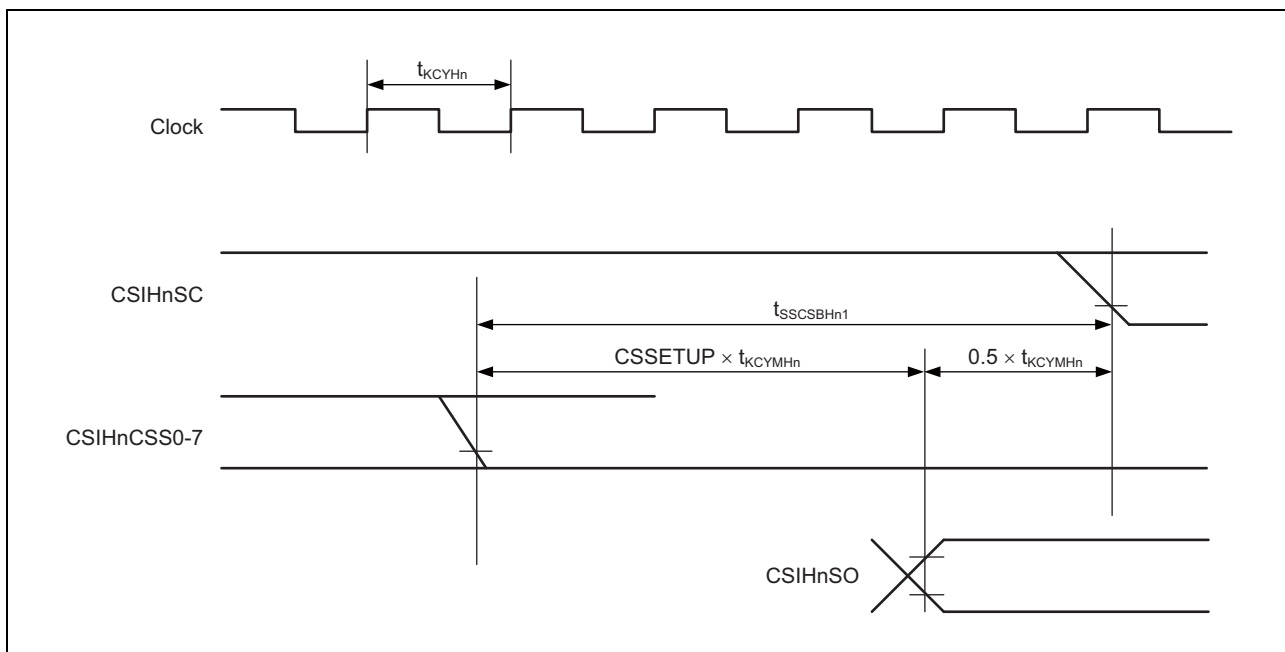 tKCYHn
Clock
CSIHnSC
tSSCSBHn1
CSSETUP × tKCYMHn
0.5 × tKCYMHn
CSIHnCSS0-7
CSIHnSO